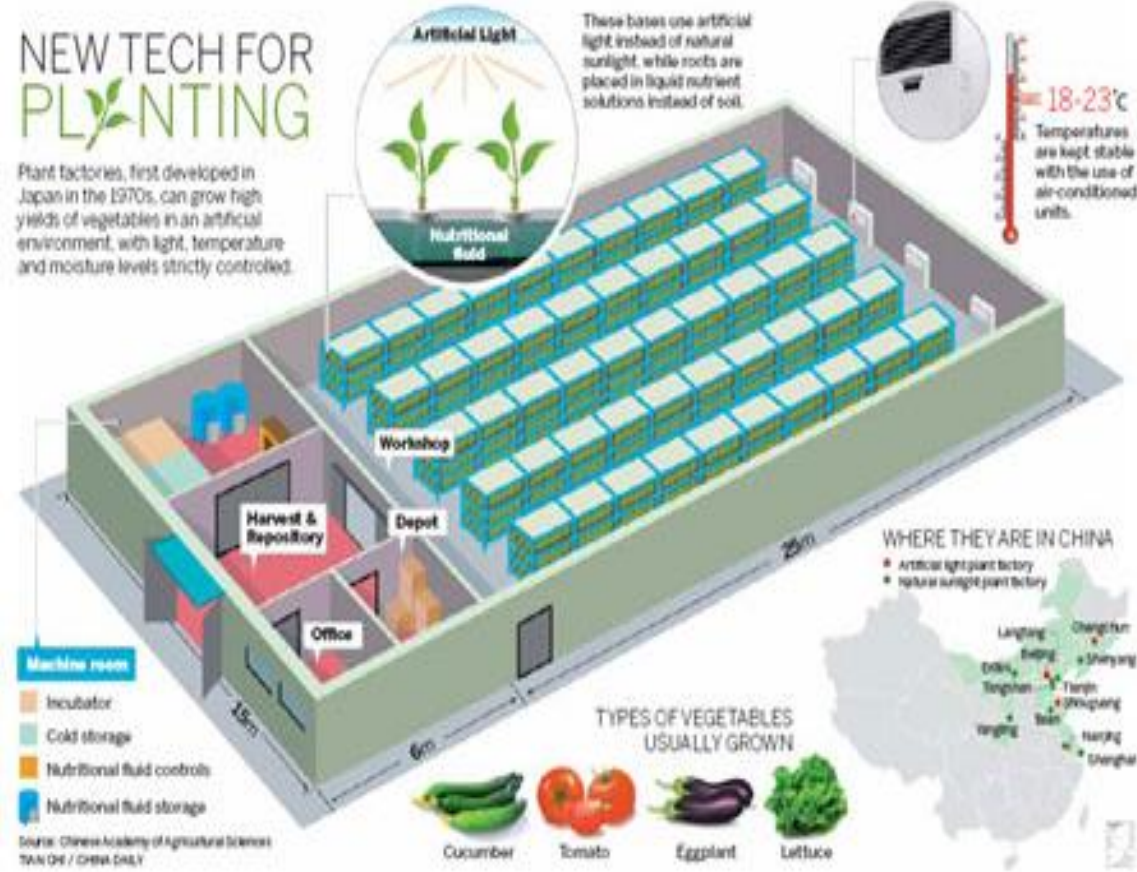 NEW TECH FOR
PLANTING
Plant factories, first developed in
Japan in the 1970s, can grow high
yields of vegetables in an artificial
environment, with light, temperature
and moisture levels strictly controlled.
Artificial Light
Nutritional
fluid
These bases use artificial
light instead of natural
sunlight, while roots are
placed in liquid nutrient
solutions instead of soil.
18-23°C
Temperatures
are kept stable
with the use of
air-conditioned
units.
Workshop
Harvest &
Repository
Depot
Office
Machine room
Incubator
Cold storage
Nutritional fluid controls
Nutritional fluid storage
15m
6m
25m
TYPES OF VEGETABLES
USUALLY GROWN
Cucumber
Tomato
Eggplant
Lettuce
WHERE THEY ARE IN CHINA
Artificial light plant factory
Natural sunlight plant factory
Langfang
Changchun
Beijing
Shenyang
Tianjin
Shouguang
Yangling
Nanjing
Shanghai
Source: Chinese Academy of Agricultural Sciences
TIAN CHI / CHINA DAILY